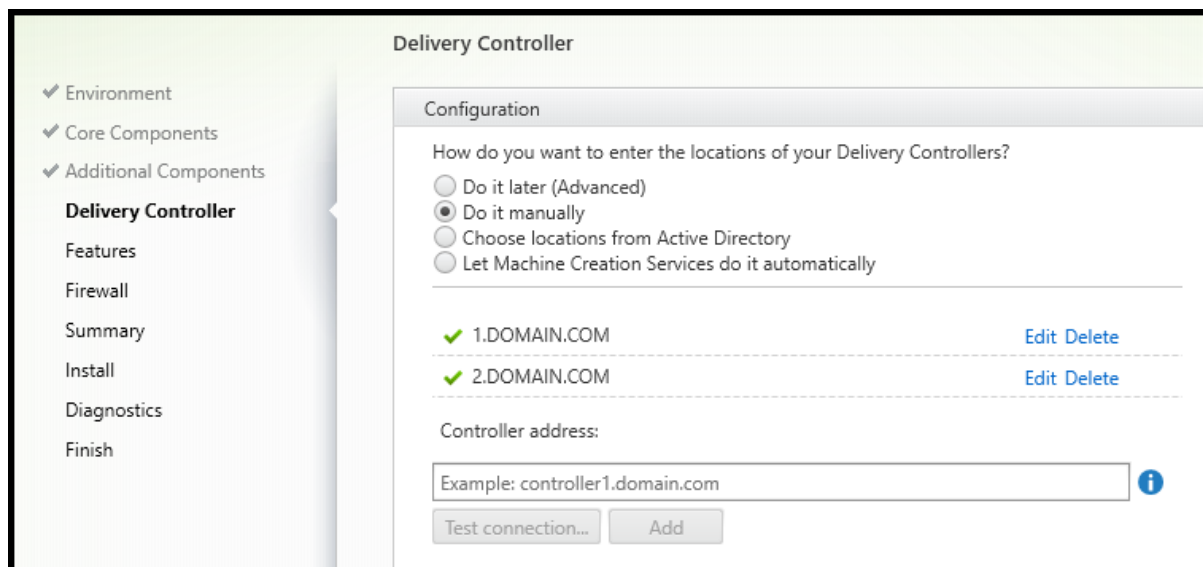 Delivery Controller
Environment
Core Components
Additional Components
Delivery Controller
Features
Firewall
Summary
Install
Diagnostics
Finish
Configuration
How do you want to enter the locations of your Delivery Controllers?
Do it later (Advanced)
Do it manually
Choose locations from Active Directory
Let Machine Creation Services do it automatically
1.DOMAIN.COM Edit Delete
2.DOMAIN.COM Edit Delete
Controller address:
Example: controller1.domain.com
Test connection... Add